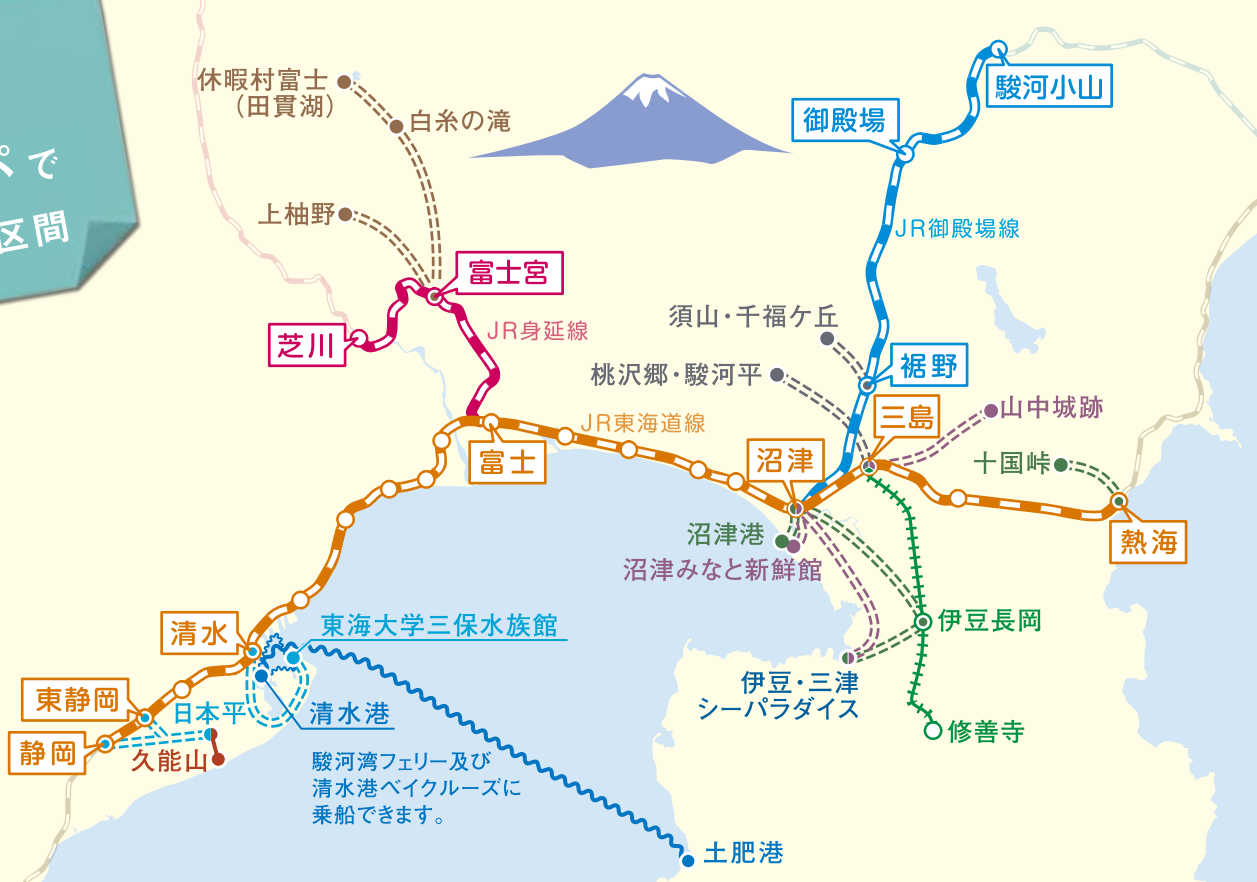 休暇村富士
（田貫湖）
白糸の滝
駿河小山
御殿場
で
区間
上柚野
JR御殿場線
富士宮
JR身延線
芝川
須山・千福ケ丘
裾野
桃沢郷・駿河平
三島
山中城跡
JR東海道線
富士
沼津
十国峠
沼津港
熱海
沼津みなと新鮮館
東海大学三保水族館
清水
伊豆長岡
伊豆・三津
シーパラダイス
東静岡
日本平
清水港
修善寺
静岡
久能山
駿河湾フェリー及び
清水港ベイクルーズに
乗船できます。
土肥港